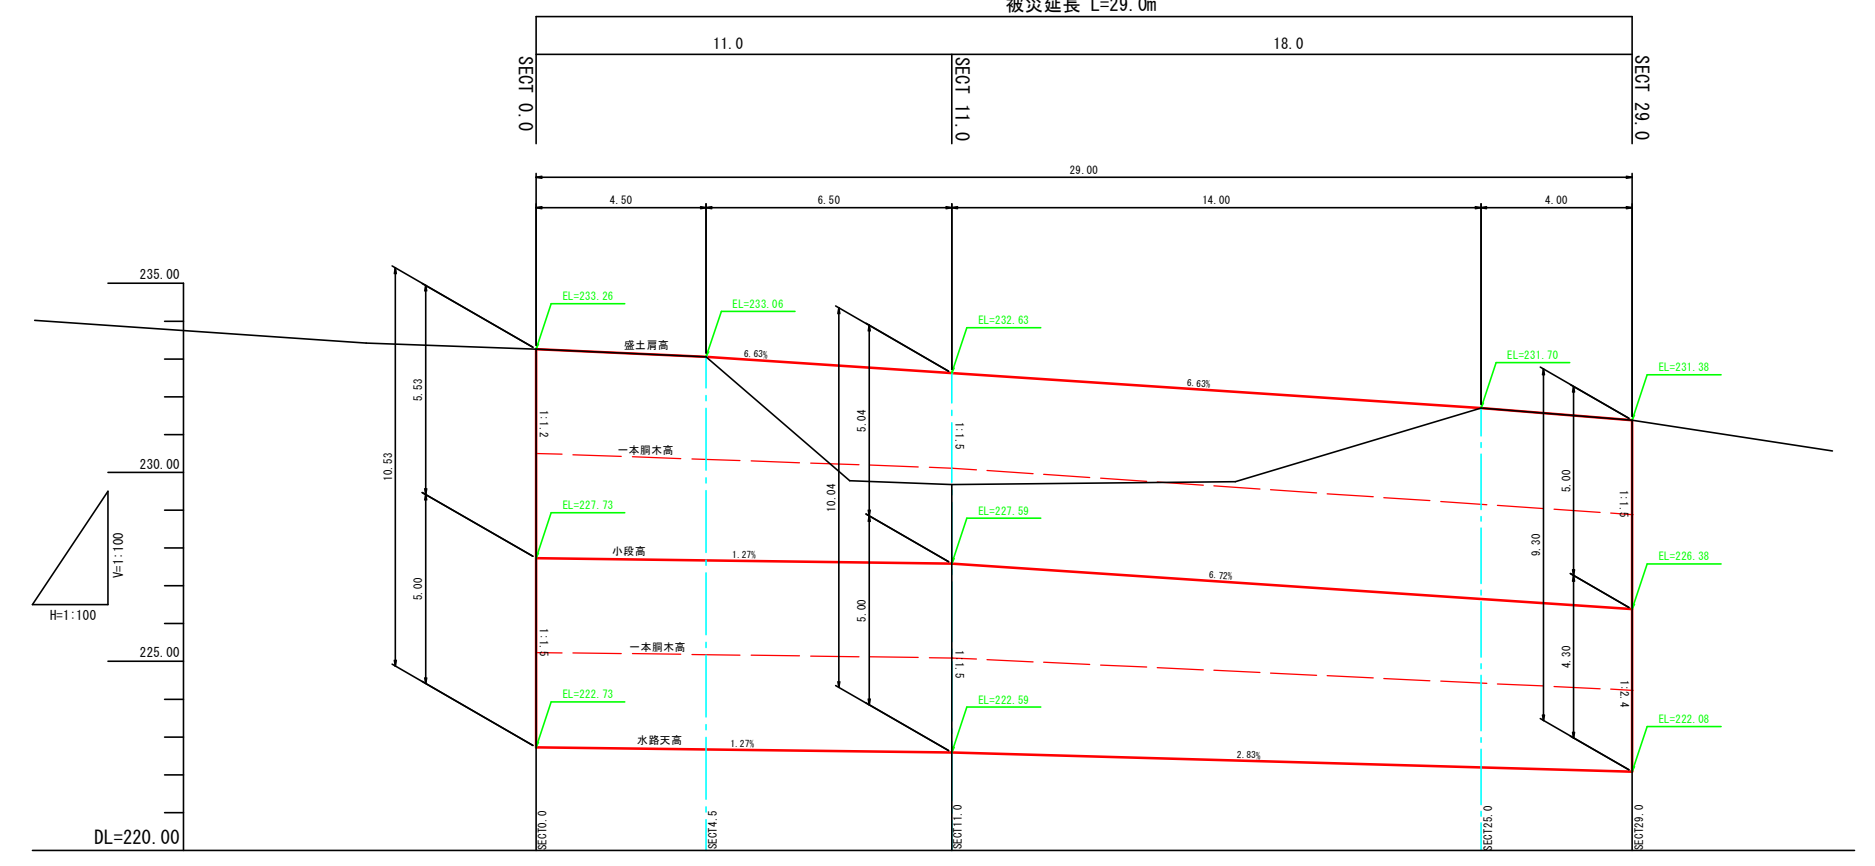 被災延長 L=29.0m
11.0
18.0
SECT 0.0
SECT 11.0
SECT 29.0
29.00
4.50
6.50
14.00
4.00
235.00
230.00
225.00
DL=220.00
V=1:100
H=1:100
EL=233.26
EL=233.06
EL=232.63
EL=231.70
EL=231.38
盛土肩高
6.63%
6.63%
5.53
10.53
5.00
1:1.2
1:1.5
5.04
10.04
5.00
1:1.5
1:1.5
5.00
9.30
4.30
1:1.5
1:2.4
一本胴木高
EL=227.73
EL=227.59
EL=226.38
小段高
1.27%
6.72%
一本胴木高
EL=222.73
EL=222.59
EL=222.08
水路天高
1.27%
2.83%
SECT0.0
SECT4.5
SECT11.0
SECT25.0
SECT29.0